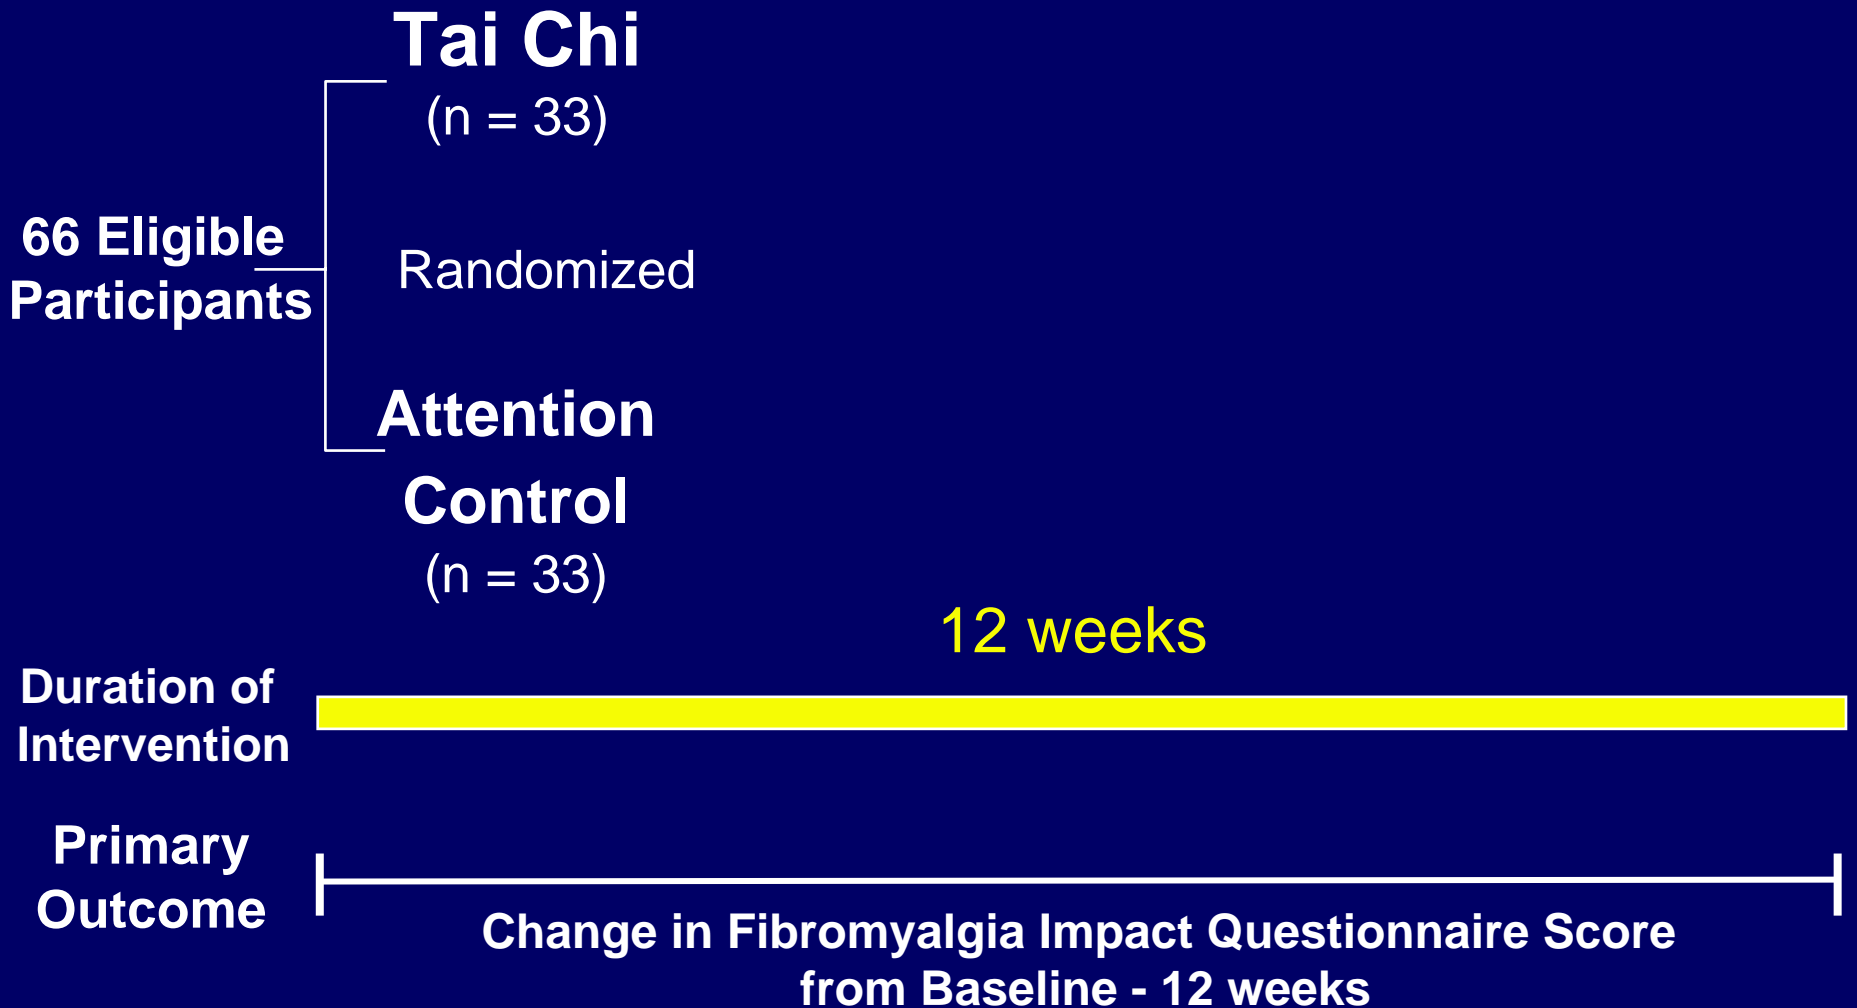 Tai Chi
(n = 33)
66 Eligible
Participants
Randomized
Attention
Control
(n = 33)
12 weeks
Duration of
Intervention
Primary
Outcome
Change in Fibromyalgia Impact Questionnaire Score
from Baseline - 12 weeks